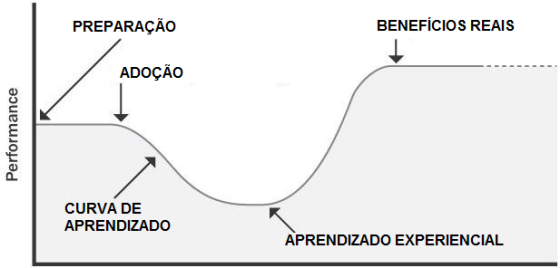 PREPARAÇÃO
BENEFÍCIOS REAIS
ADOÇÃO
Performance
CURVA DE
APRENDIZADO
APRENDIZADO EXPERIENCIAL